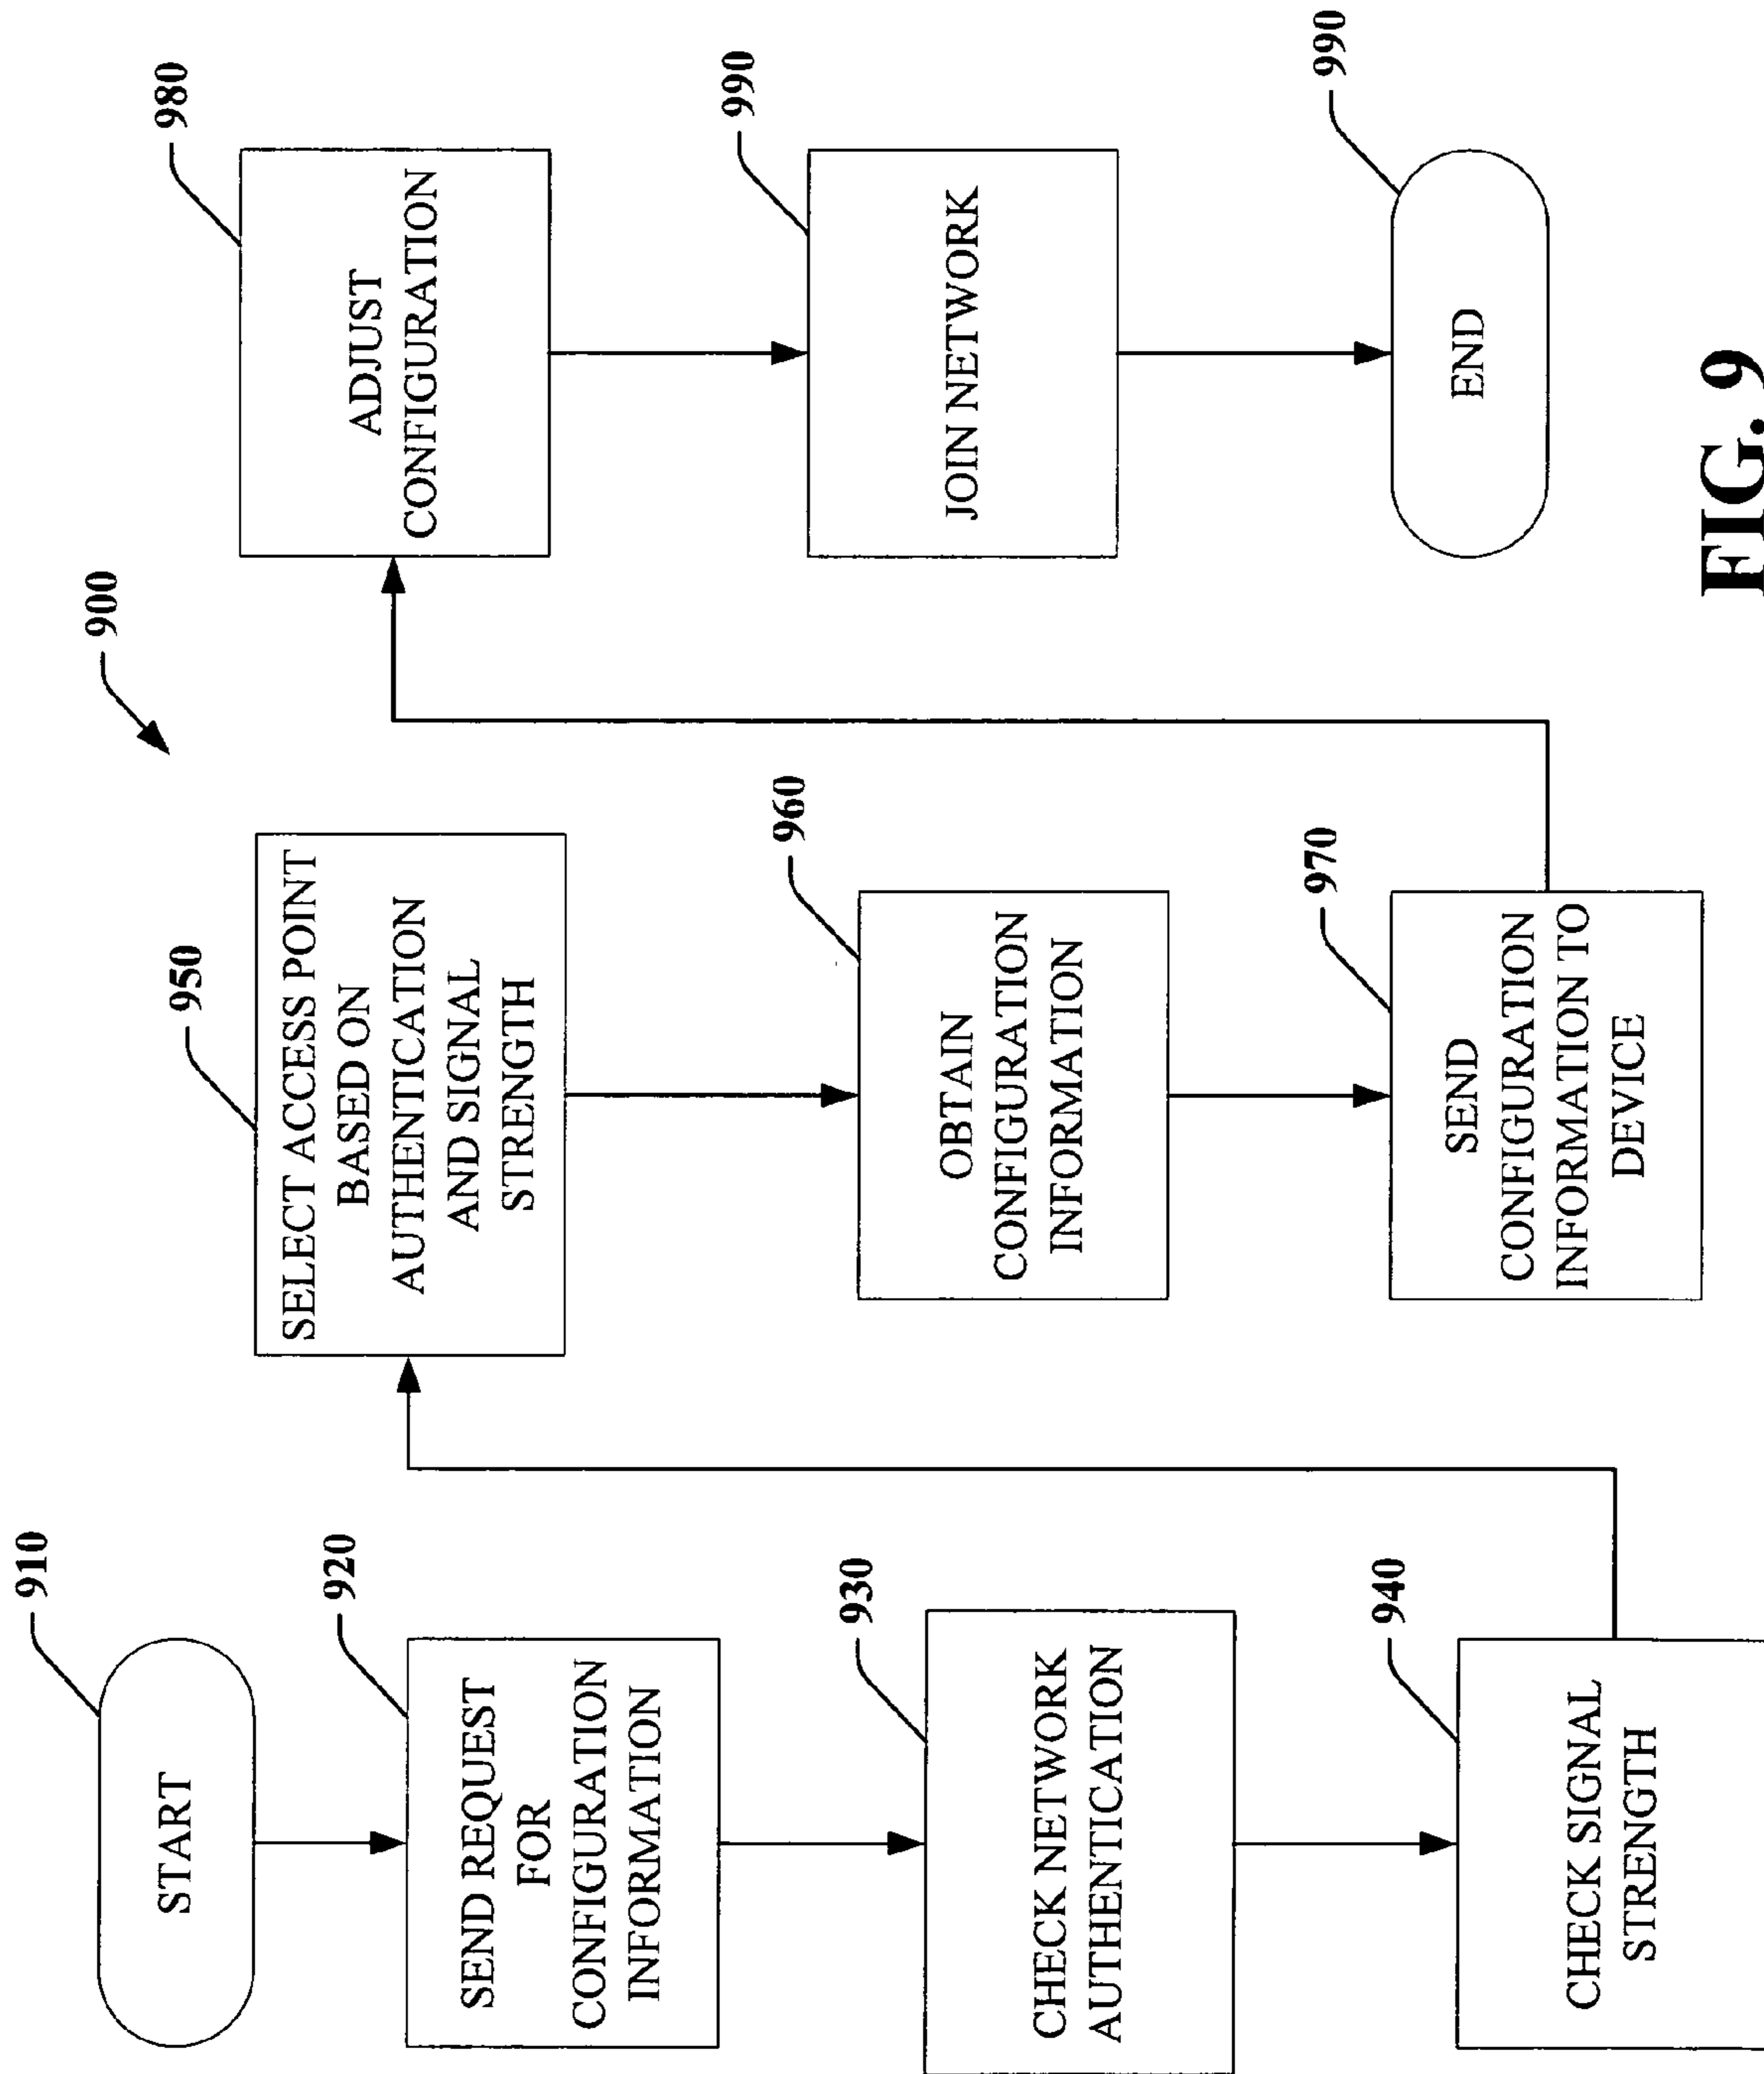 900
910
START
920
SEND REQUEST
FOR
CONFIGURATION
INFORMATION
930
CHECK NETWORK
AUTHENTICATION
940
CHECK SIGNAL
STRENGTH
950
SELECT ACCESS POINT
BASED ON
AUTHENTICATION
AND SIGNAL
STRENGTH
960
OBTAIN
CONFIGURATION
INFORMATION
970
SEND
CONFIGURATION
INFORMATION TO
DEVICE
980
ADJUST
CONFIGURATION
990
JOIN NETWORK
990
END
FIG. 9